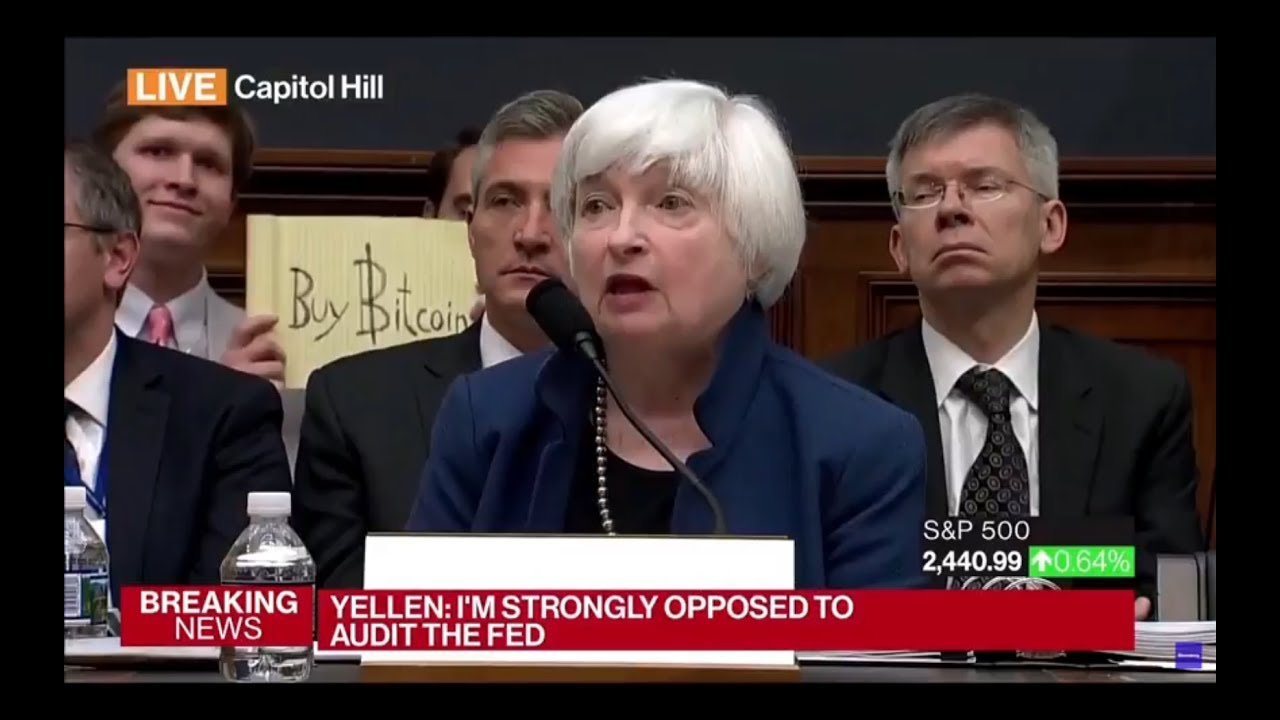 LIVE Capitol Hill
Buy Bitcoin
S&P 500
2,440.99 ↑0.64%
BREAKING
NEWS
YELLEN: I'M STRONGLY OPPOSED TO
AUDIT THE FED
Bloomberg